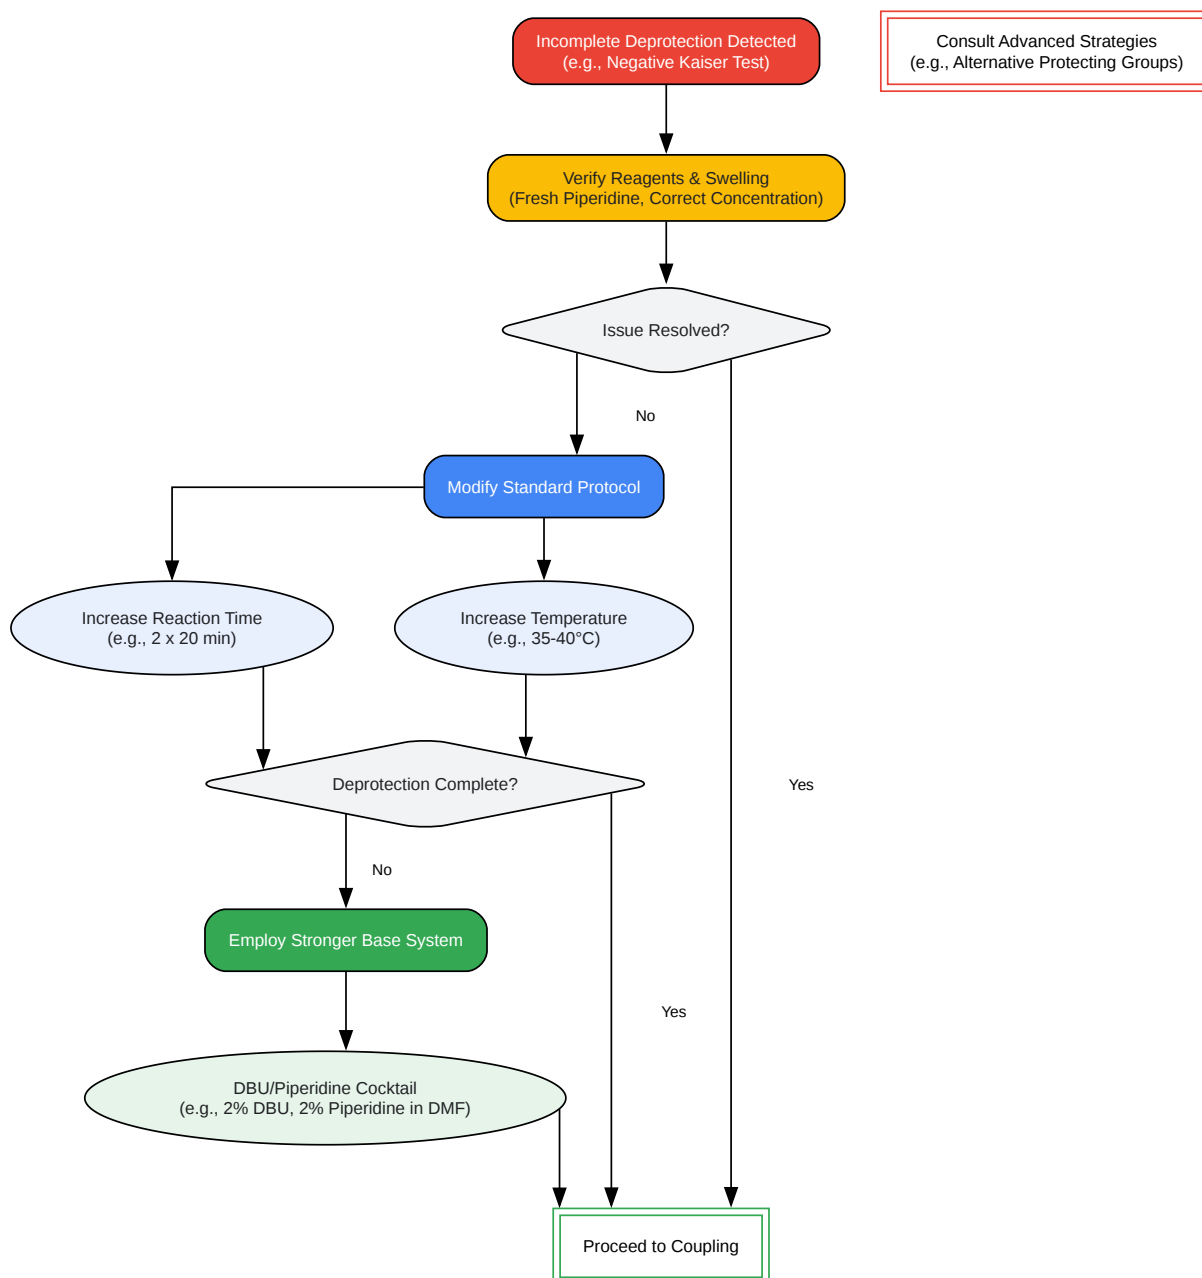 Incomplete Deprotection Detected
(e.g., Negative Kaiser Test)
Consult Advanced Strategies
(e.g., Alternative Protecting Groups)
Verify Reagents & Swelling
(Fresh Piperidine, Correct Concentration)
Issue Resolved?
No
Modify Standard Protocol
Increase Reaction Time
(e.g., 2 x 20 min)
Increase Temperature
(e.g., 35-40°C)
Deprotection Complete?
Yes
No
Employ Stronger Base System
Yes
DBU/Piperidine Cocktail
(e.g., 2% DBU, 2% Piperidine in DMF)
Proceed to Coupling